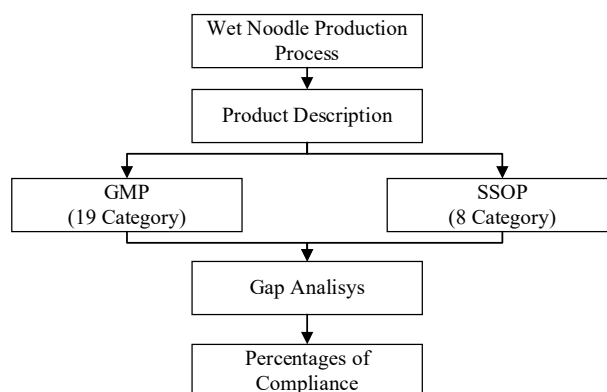 Wet Noodle Production
Process
Product Description
GMP
(19 Category)
SSOP
(8 Category)
Gap Analisys
Percentages of
Compliance